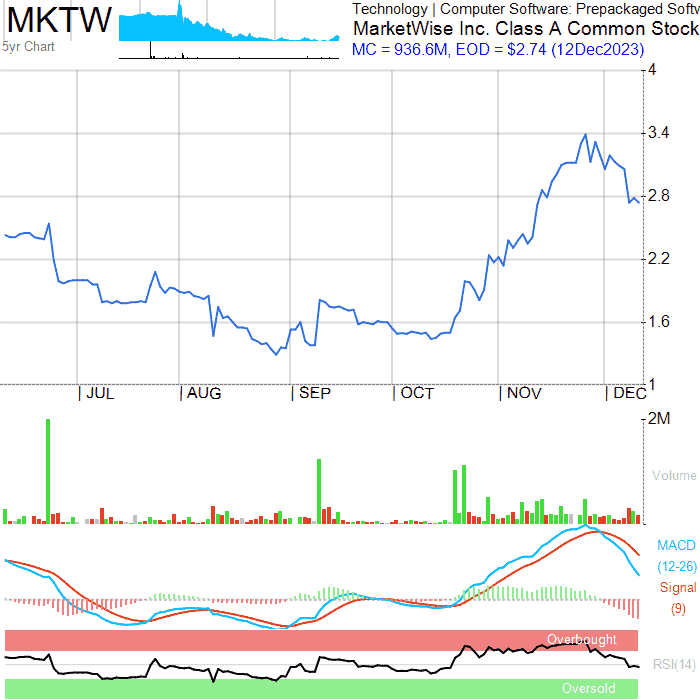 MKTW
5yr Chart
Technology | Computer Software: Prepackaged Softw
MarketWise Inc. Class A Common Stock
MC = 936.6M, EOD = $2.74 (12Dec2023)
4
3.4
2.8
2.2
1.6
1
JUL AUG SEP OCT NOV DEC
2M
Volume
MACD
(12-26)
Signal
(9)
Overbought
RSI(14)
Oversold